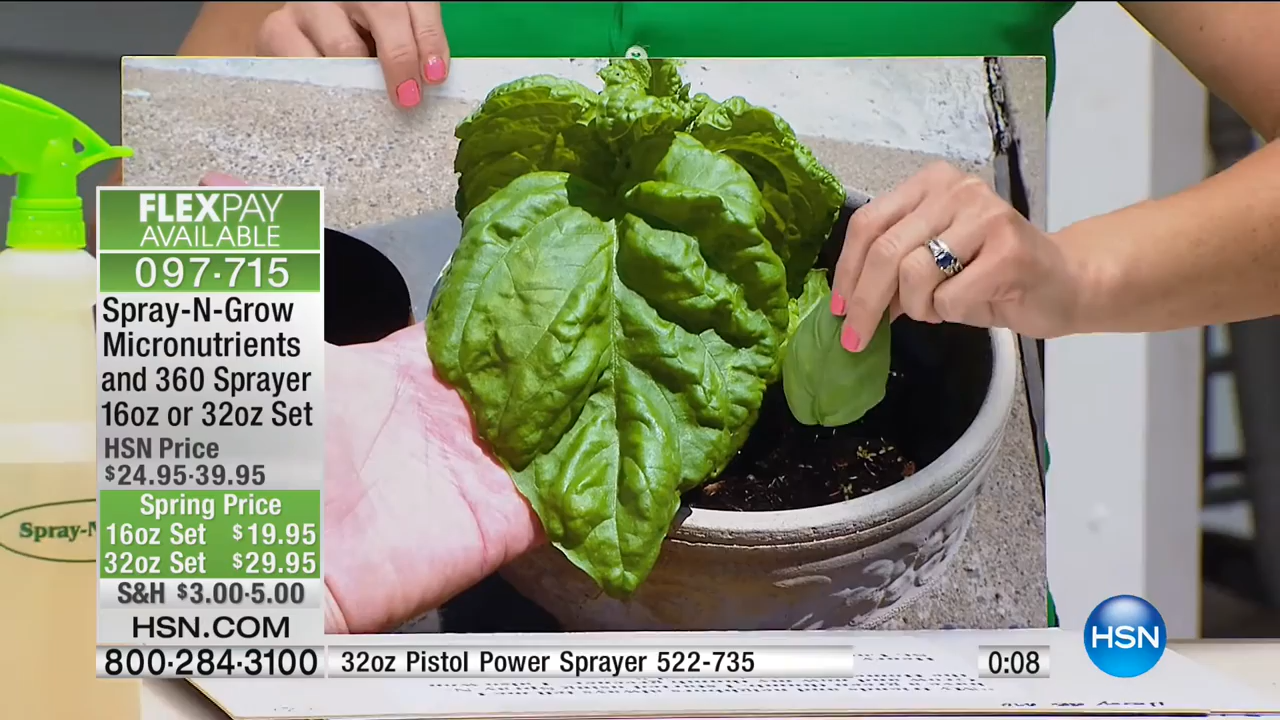 FLEXPAY
AVAILABLE
097·715
Spray-N-Grow
Micronutrients
and 360 Sprayer
16oz or 32oz Set
HSN Price
$24.95-39.95
Spring Price
16oz Set $19.95
32oz Set $29.95
S&H $3.00-5.00
HSN.COM
800·284·3100
32oz Pistol Power Sprayer 522-735
0:08
HSN
Spray-N